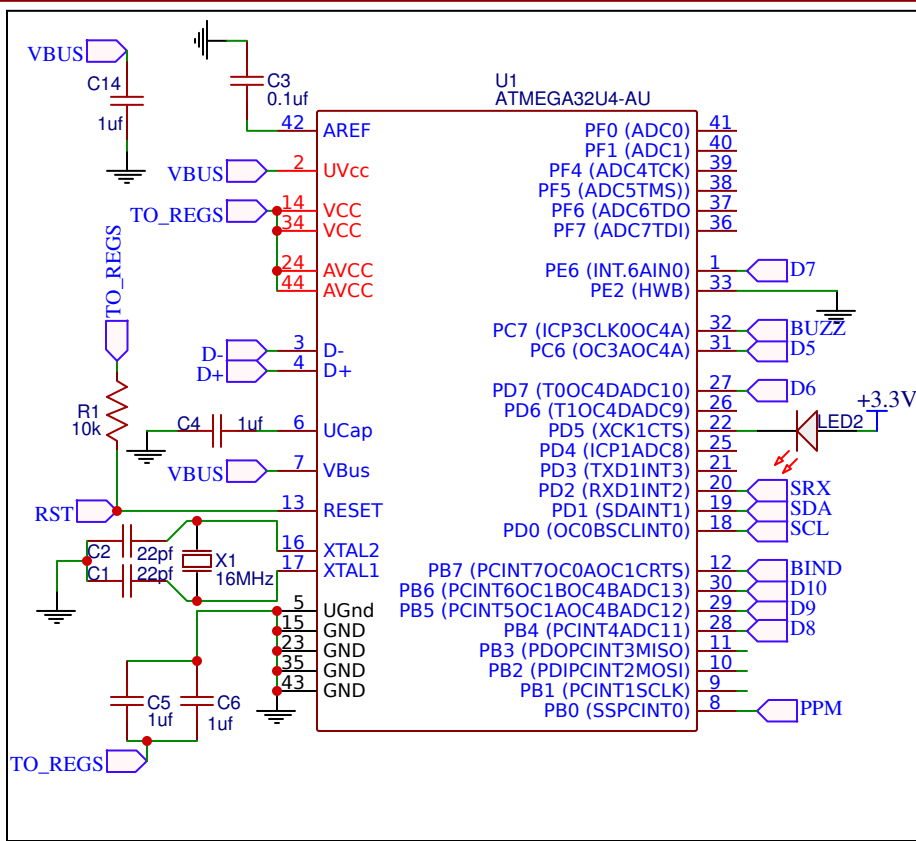 VBUS
C14
1uf
C3
0.1uf
U1
ATMEGA32U4-AU
42 AREF
VBUS 2 UVcc
TO_REGS 14 VCC
34 VCC
24 AVCC
44 AVCC
TO_REGS
D- 3 D-
D+ 4 D+
R1
10k
C4 1uf 6 UCap
VBUS 7 VBus
RST 13 RESET
C2 22pf
C1 22pf
X1
16MHz
16 XTAL2
17 XTAL1
5 UGnd
15 GND
23 GND
35 GND
43 GND
C5
1uf
C6
1uf
TO_REGS
PF0 (ADC0) 41
PF1 (ADC1) 40
PF4 (ADC4TCK) 39
PF5 (ADC5TMS)) 38
PF6 (ADC6TDO 37
PF7 (ADC7TDI) 36
PE6 (INT.6AIN0) 1 D7
PE2 (HWB) 33
PC7 (ICP3CLK0OC4A) 32 BUZZ
PC6 (OC3AOC4A) 31 D5
PD7 (T0OC4DADC10) 27 D6
PD6 (T1OC4DADC9) 26
PD5 (XCK1CTS) 22 LED2 +3.3V
PD4 (ICP1ADC8) 25
PD3 (TXD1INT3) 21
PD2 (RXD1INT2) 20 SRX
PD1 (SDAINT1) 19 SDA
PD0 (OC0BSCLINT0) 18 SCL
PB7 (PCINT7OC0AOC1CRTS) 12 BIND
PB6 (PCINT6OC1BOC4BADC13) 30 D10
PB5 (PCINT5OC1AOC4BADC12) 29 D9
PB4 (PCINT4ADC11) 28 D8
PB3 (PDOPCINT3MISO) 11
PB2 (PDIPCINT2MOSI) 10
PB1 (PCINT1SCLK) 9
PB0 (SSPCINT0) 8 PPM